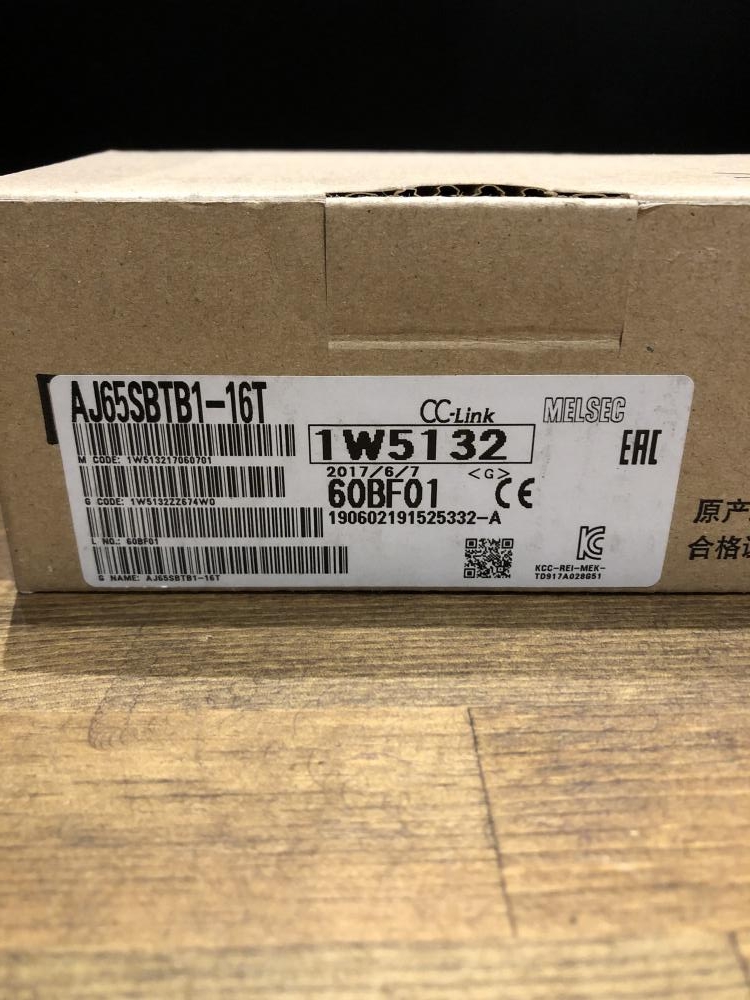 AJ65SBTB1-16T
CC-Link
MELSEC
M CODE: 1W513217060701
1W5132
EAC
2017/6/7 <G>
G CODE: 1W5132ZZ674W0
60BF01 CE
190602191525332-A
L NO.: 60BF01
KC
KCC-REI-MEK-
TD917A028G51
G NAME: AJ65SBTB1-16T
原产
合格